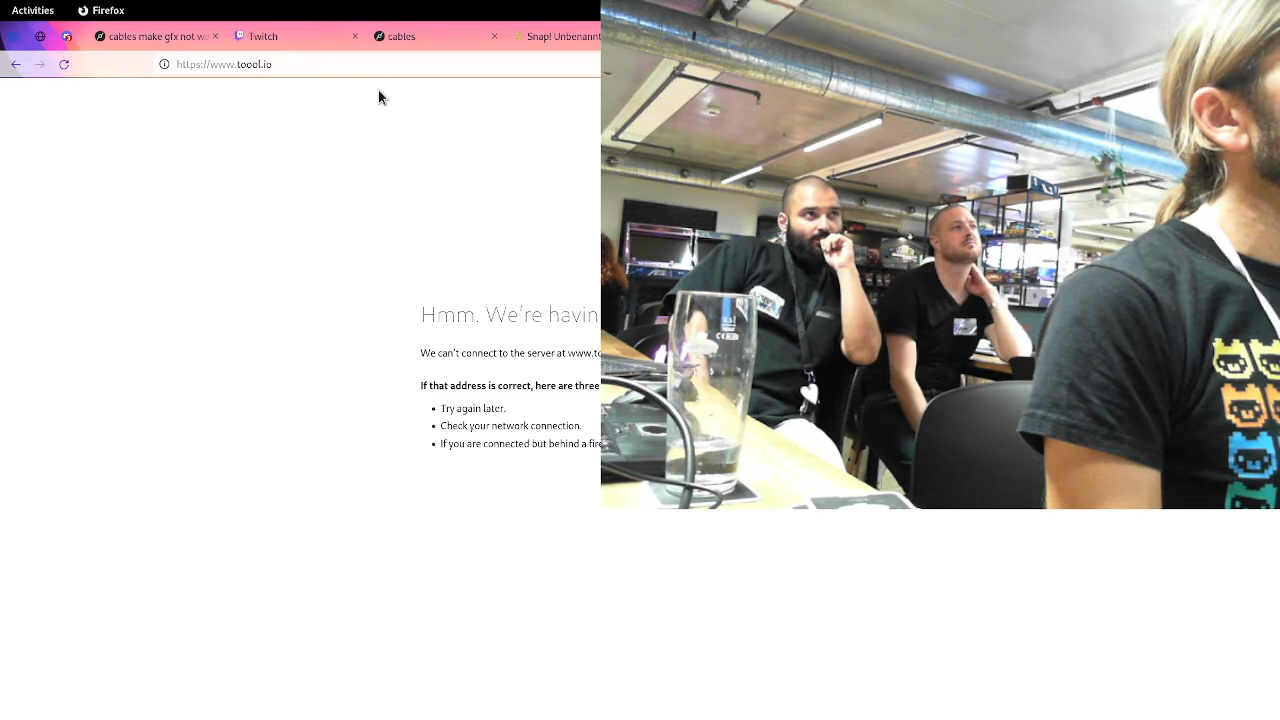 Activities Firefox
cables make gfx not wa
Twitch
cables
Snap! Unbenannt
https://www.toool.io
Hmm. We're havin
We can't connect to the server at www.to
If that address is correct, here are three
Try again later.
Check your network connection.
If you are connected but behind a fire